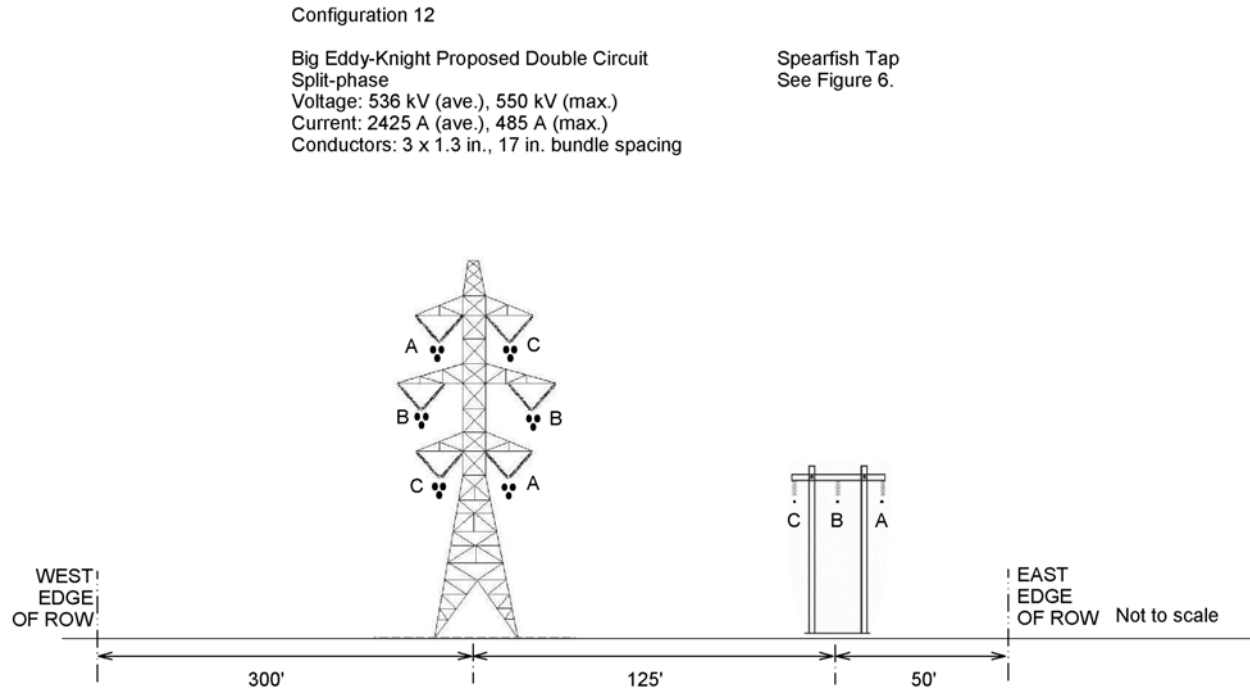 Configuration 12
Big Eddy-Knight Proposed Double Circuit
Split-phase
Voltage: 536 kV (ave.), 550 kV (max.)
Current: 2425 A (ave.), 485 A (max.)
Conductors: 3 x 1.3 in., 17 in. bundle spacing
Spearfish Tap
See Figure 6.
A
C
B
B
C
A
C
B
A
WEST
EDGE
OF ROW
EAST
EDGE
OF ROW
Not to scale
300'
125'
50'